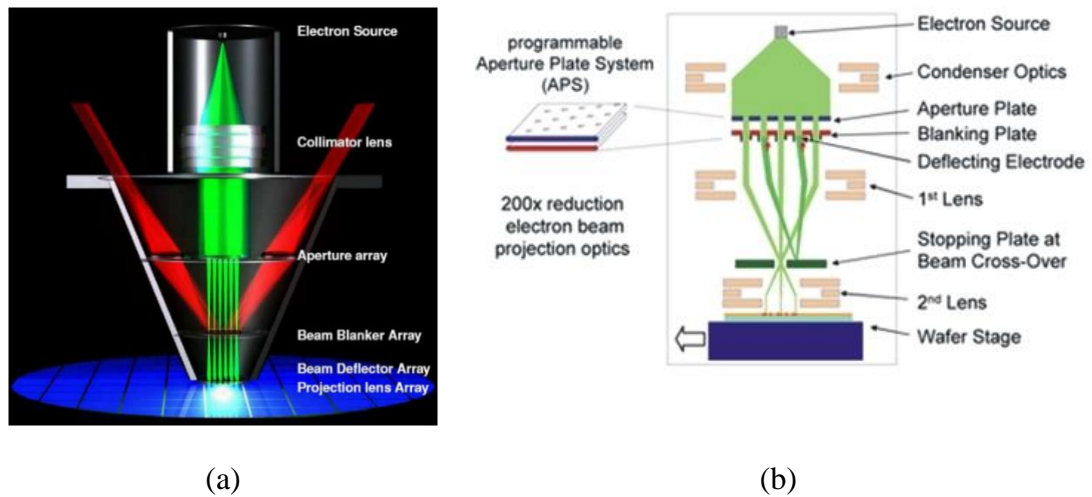 Electron Source
Collimator lens
Aperture array
Beam Blanker Array
Beam Deflector Array
Projection lens Array
(a)
programmable
Aperture Plate System
(APS)
200x reduction
electron beam
projection optics
Electron Source
Condenser Optics
Aperture Plate
Blanking Plate
Deflecting Electrode
1st Lens
Stopping Plate at
Beam Cross-Over
2nd Lens
Wafer Stage
(b)